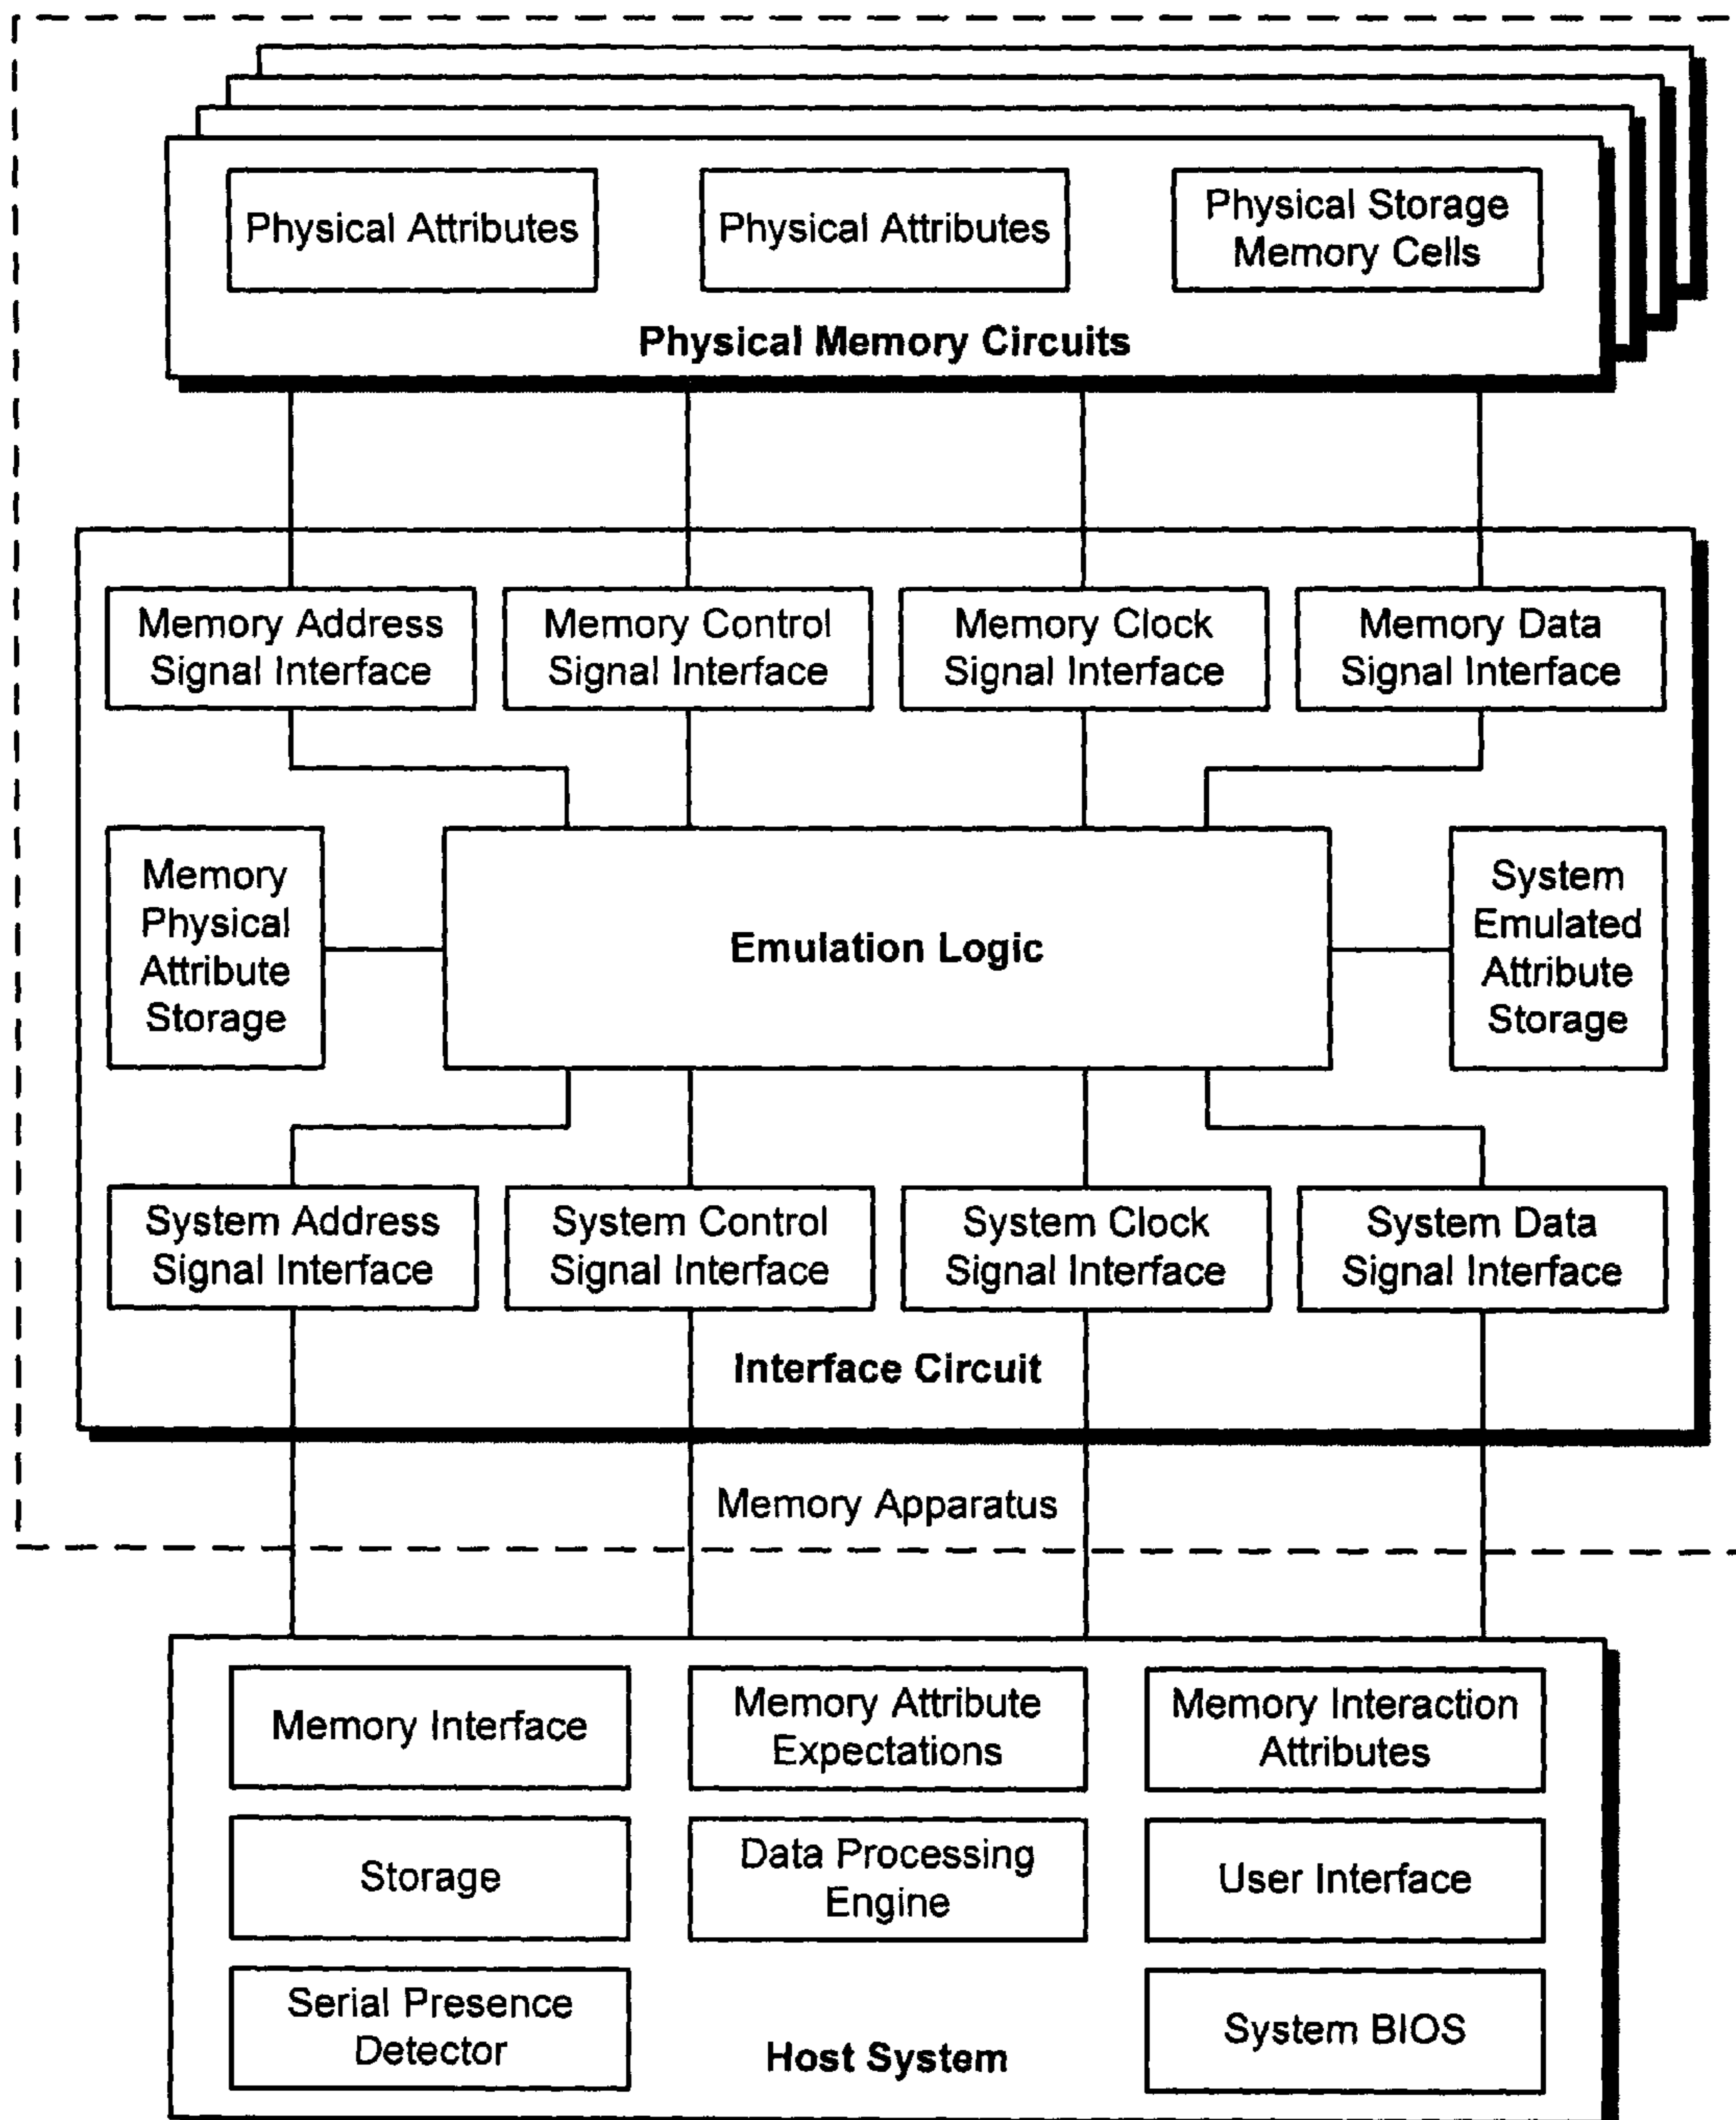 Physical Attributes
Physical Attributes
Physical Storage
Memory Cells
Physical Memory Circuits
Memory Address
Signal Interface
Memory Control
Signal Interface
Memory Clock
Signal Interface
Memory Data
Signal Interface
Memory
Physical
Attribute
Storage
Emulation Logic
System
Emulated
Attribute
Storage
System Address
Signal Interface
System Control
Signal Interface
System Clock
Signal Interface
System Data
Signal Interface
Interface Circuit
Memory Apparatus
Memory Interface
Memory Attribute
Expectations
Memory Interaction
Attributes
Storage
Data Processing
Engine
User Interface
Serial Presence
Detector
Host System
System BIOS